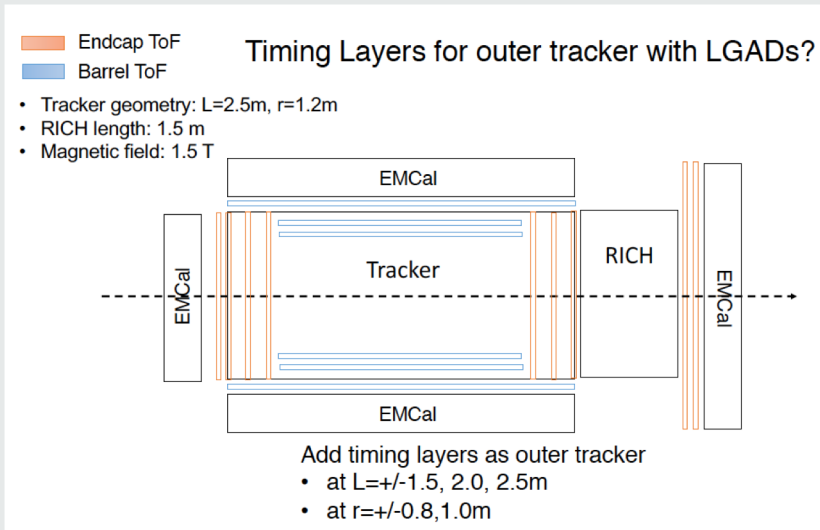 Endcap ToF
Timing Layers for outer tracker with LGADs?
Barrel ToF
• Tracker geometry: L=2.5m, r=1.2m
• RICH length: 1.5 m
• Magnetic field: 1.5 T
EMCal
EMCal
Tracker
RICH
EMCal
EMCal
Add timing layers as outer tracker
• at L=+/-1.5, 2.0, 2.5m
• at r=+/-0.8,1.0m